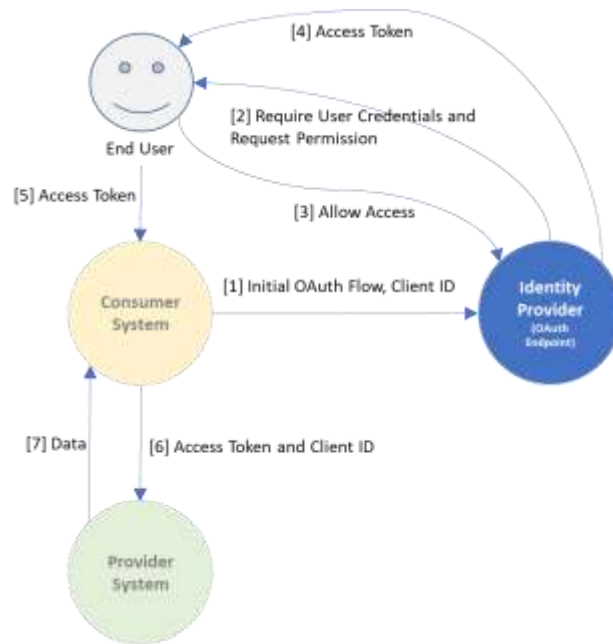 [4] Access Token
[2] Require User Credentials and
Request Permission
End User
[5] Access Token
[3] Allow Access
[1] Initial OAuth Flow, Client ID
Consumer
System
Identity
Provider
(OAuth
Endpoint)
[7] Data
[6] Access Token and Client ID
Provider
System